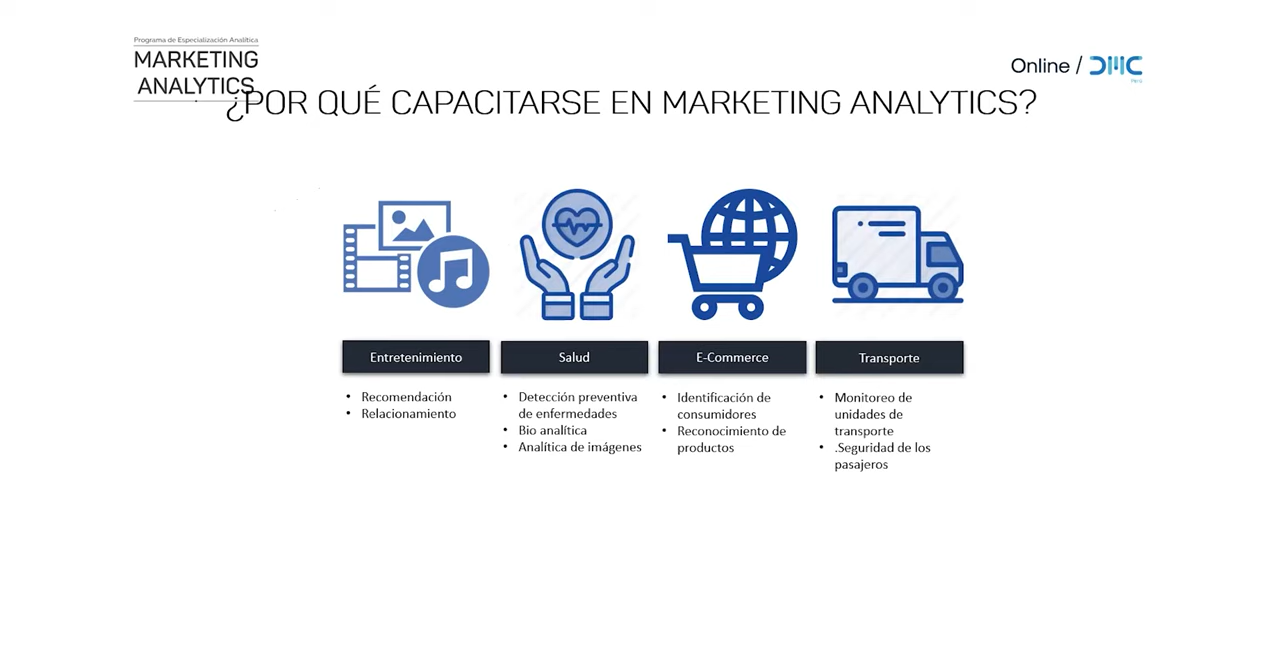 Programa de Especialización Analítica
MARKETING
ANALYTICS
Online / DMC
PERÚ
¿POR QUÉ CAPACITARSE EN MARKETING ANALYTICS?
Entretenimiento
• Recomendación
• Relacionamiento
Salud
• Detección preventiva
de enfermedades
• Bio analítica
• Analítica de imágenes
E-Commerce
• Identificación de
consumidores
• Reconocimiento de
productos
Transporte
• Monitoreo de
unidades de
transporte
• .Seguridad de los
pasajeros